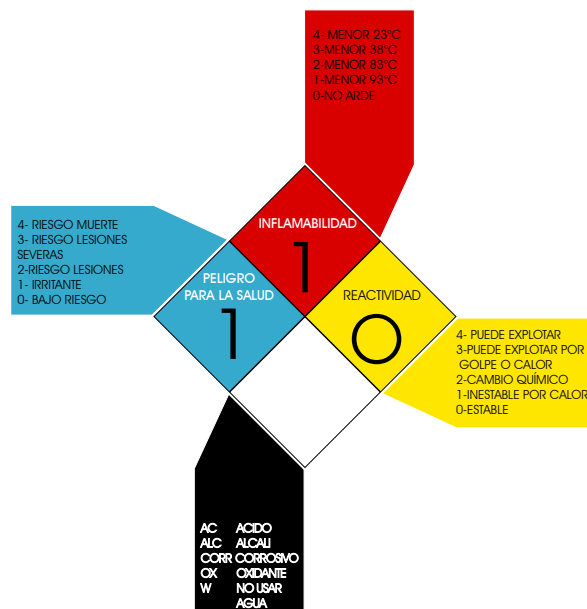 4- MENOR 23°C
3-MENOR 38°C
2-MENOR 83°C
1-MENOR 93°C
0-NO ARDE
INFLAMABILIDAD
1
4- RIESGO MUERTE
3- RIESGO LESIONES
SEVERAS
2-RIESGO LESIONES
1- IRRITANTE
0- BAJO RIESGO
PELIGRO
PARA LA SALUD
1
REACTIVIDAD
0
4- PUEDE EXPLOTAR
3-PUEDE EXPLOTAR POR
GOLPE O CALOR
2-CAMBIO QUÍMICO
1-INESTABLE POR CALOR
0-ESTABLE
AC ACIDO
ALC ALCALI
CORR CORROSIVO
OX OXIDANTE
W NO USAR
AGUA